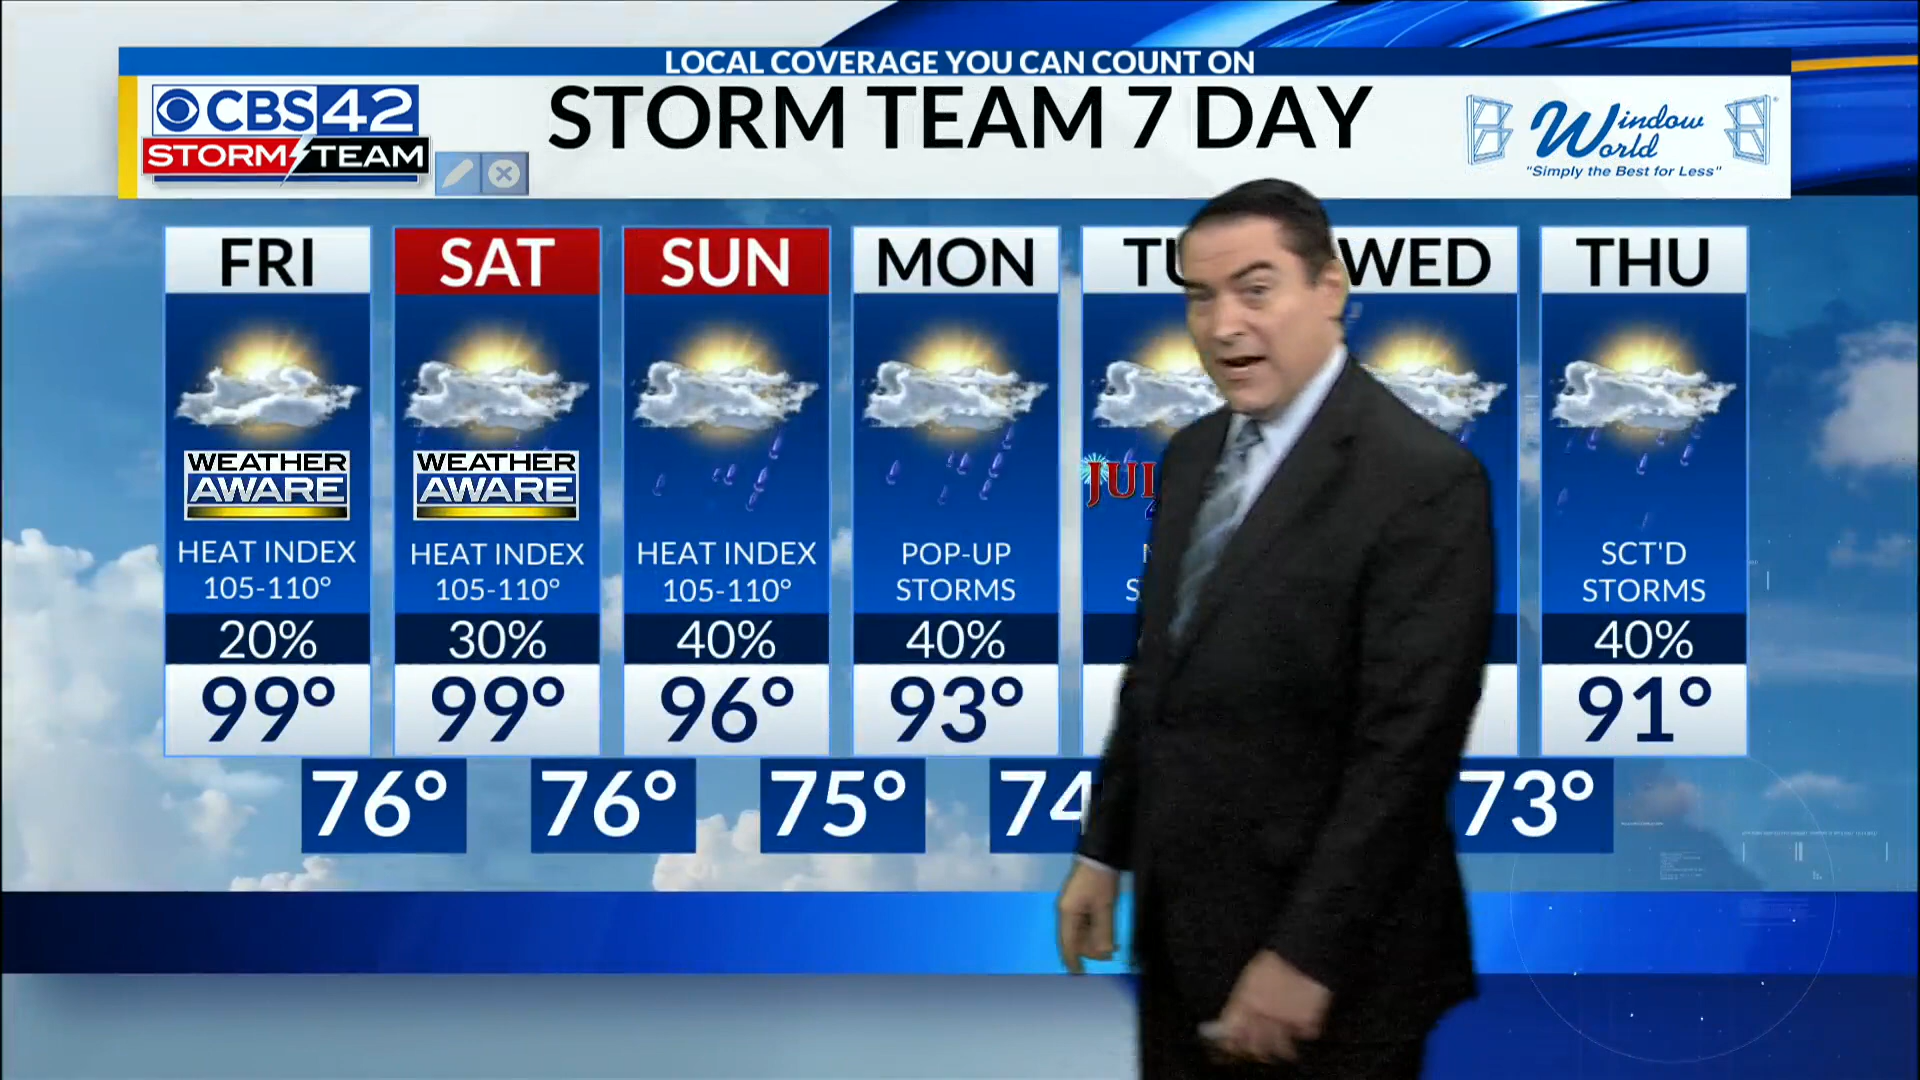 LOCAL COVERAGE YOU CAN COUNT ON
CBS 42
STORM TEAM
STORM TEAM 7 DAY
Window World
"Simply the Best for Less"
FRI
WEATHER
AWARE
HEAT INDEX
105-110°
20%
99°
76°
SAT
WEATHER
AWARE
HEAT INDEX
105-110°
30%
99°
76°
SUN
HEAT INDEX
105-110°
40%
96°
75°
MON
POP-UP
STORMS
40%
93°
74
TU
JUL
WED
73°
THU
SCT'D
STORMS
40%
91°